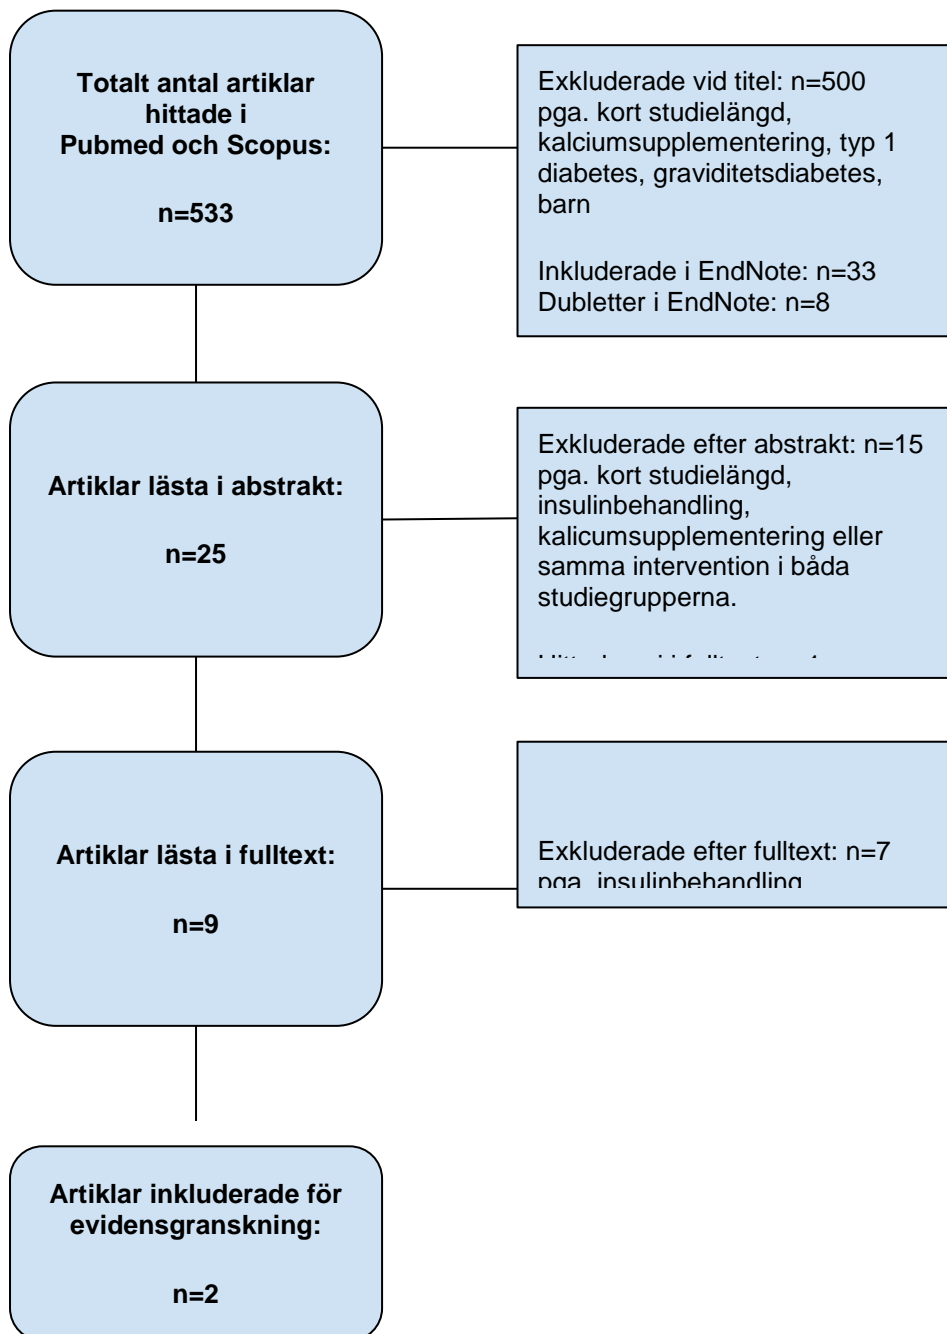 Totalt antal artiklar
hittade i
Pubmed och Scopus:
n=533
Exkluderade vid titel: n=500
pga. kort studielängd,
kalciumsupplementering, typ 1
diabetes, graviditetsdiabetes,
barn
Inkluderade i EndNote: n=33
Dubletter i EndNote: n=8
Artiklar lästa i abstrakt:
n=25
Exkluderade efter abstrakt: n=15
pga. kort studielängd,
insulinbehandling,
kalicumsupplementering eller
samma intervention i båda
studiegrupperna.
Artiklar lästa i fulltext:
n=9
Exkluderade efter fulltext: n=7
pga. insulinbehandling
Artiklar inkluderade för
evidensgranskning:
n=2